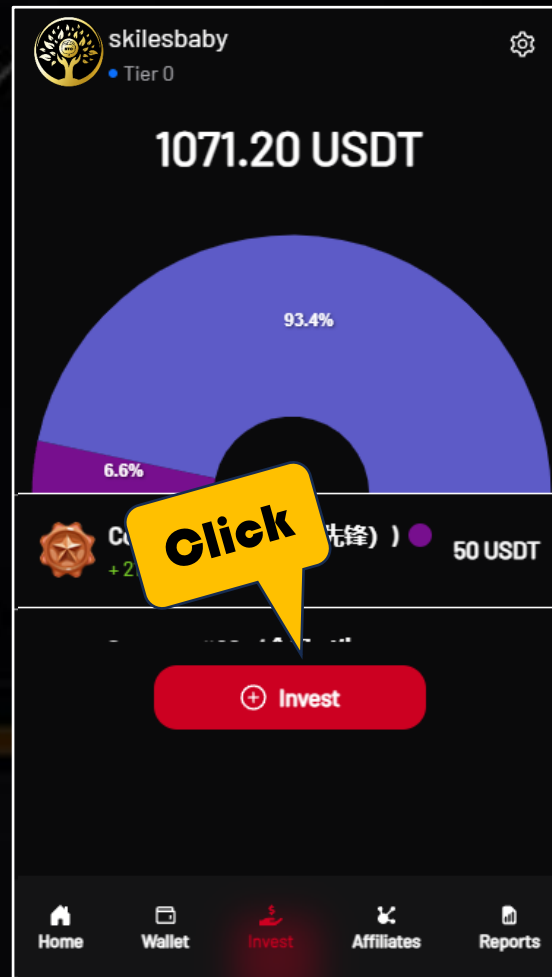 skilesbaby
Tier 0
1071.20 USDT
93.4%
6.6%
先锋) )
50 USDT
Click
Invest
Home
Wallet
Invest
Affiliates
Reports